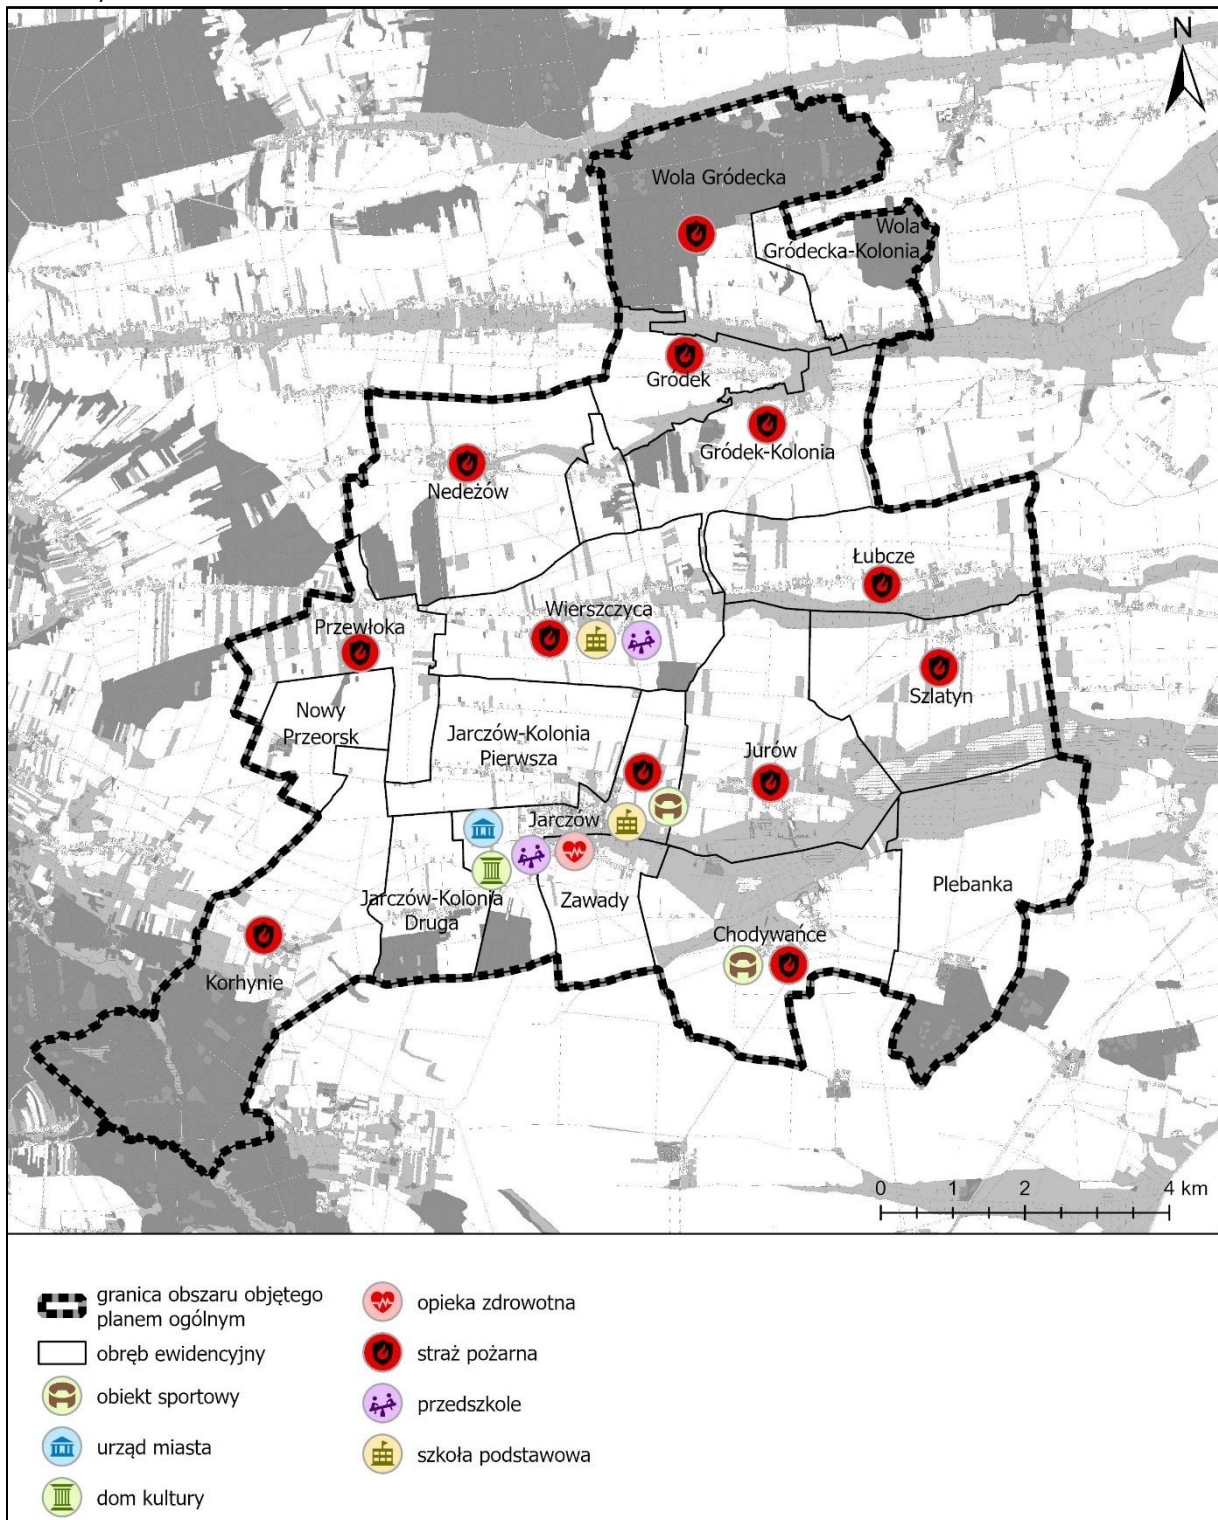 N
Wola Gródecka
Wola
Gródecka-Kolonia
Gródek
Gródek-Kolonia
Nedeżów
Łubcze
Wierszczyca
Przewłoka
Szlatyn
Nowy
Przeorsk
Jarczów-Kolonia
Pierwsza
Jurów
Jarczów
Jarczów-Kolonia
Druga
Zawady
Plebanka
Chodywańce
Korhynie
0 1 2 4 km
granica obszaru objętego
planem ogólnym
obręb ewidencyjny
obiekt sportowy
urząd miasta
dom kultury
opieka zdrowotna
straż pożarna
przedszkole
szkoła podstawowa